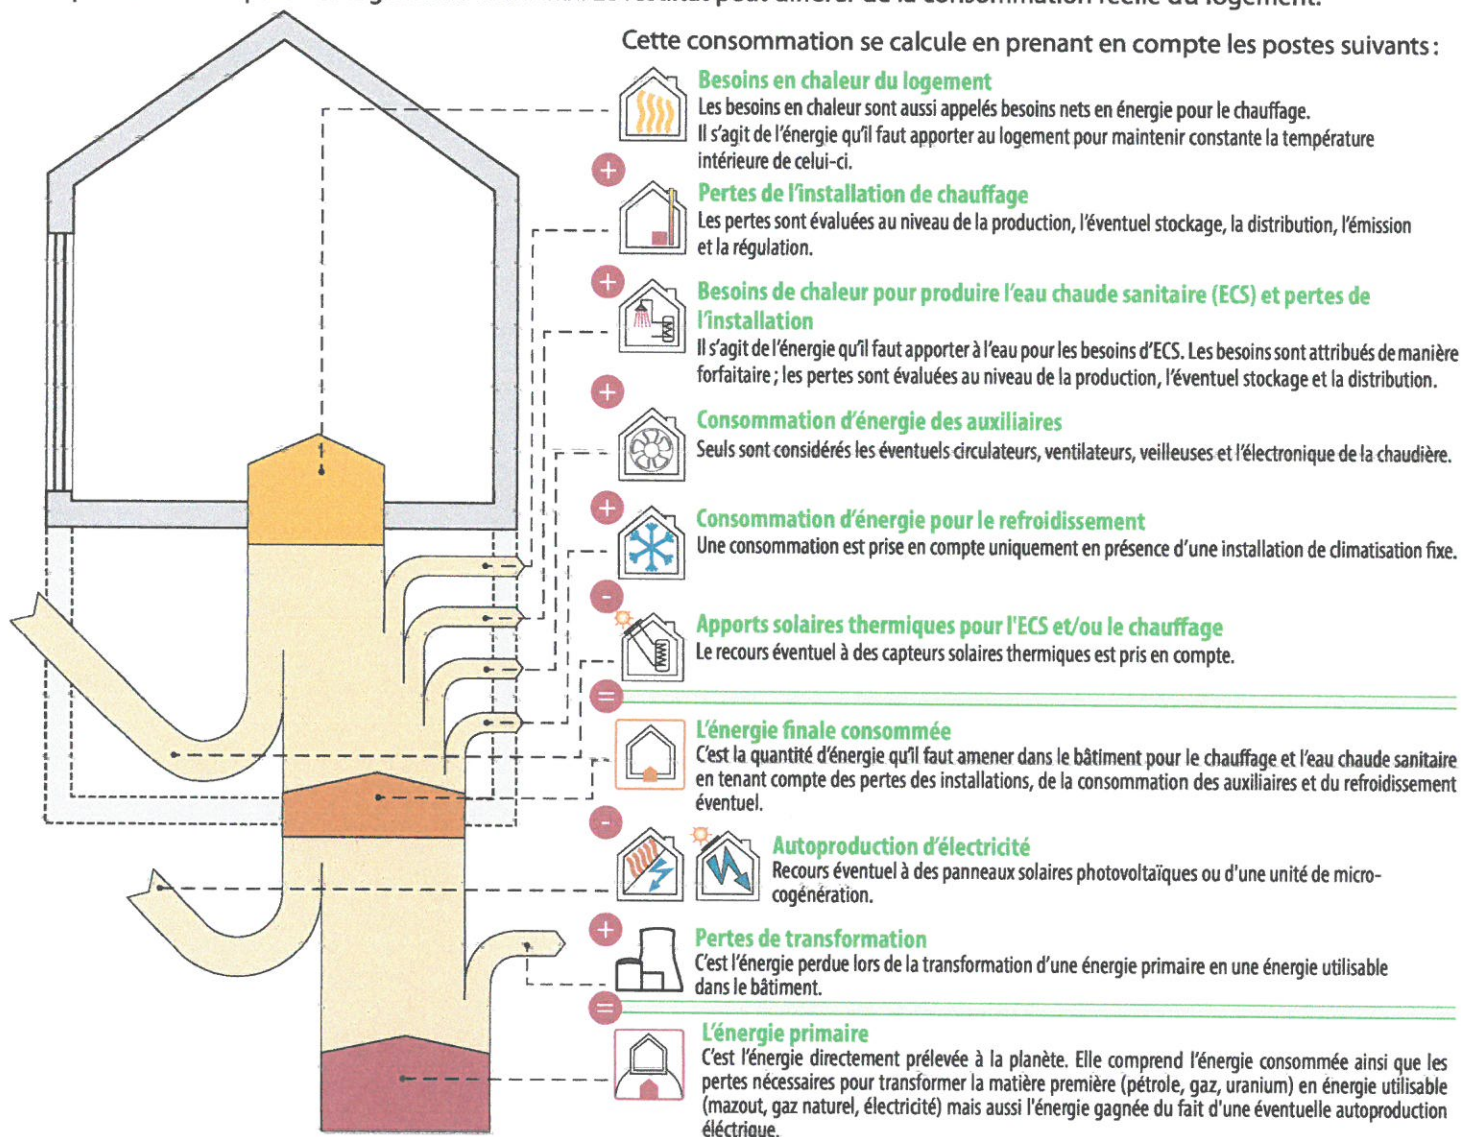 résultat peut différer de la consommation réelle du logement.
Cette consommation se calcule en prenant en compte les postes suivants :
Besoins en chaleur du logement
Les besoins en chaleur sont aussi appelés besoins nets en énergie pour le chauffage.
Il s'agit de l'énergie qu'il faut apporter au logement pour maintenir constante la température
intérieure de celui-ci.
+
Pertes de l'installation de chauffage
Les pertes sont évaluées au niveau de la production, l'éventuel stockage, la distribution, l'émission
et la régulation.
+
Besoins de chaleur pour produire l'eau chaude sanitaire (ECS) et pertes de
l'installation
Il s'agit de l'énergie qu'il faut apporter à l'eau pour les besoins d'ECS. Les besoins sont attribués de manière
forfaitaire ; les pertes sont évaluées au niveau de la production, l'éventuel stockage et la distribution.
+
Consommation d'énergie des auxiliaires
Seuls sont considérés les éventuels circulateurs, ventilateurs, veilleuses et l'électronique de la chaudière.
+
Consommation d'énergie pour le refroidissement
Une consommation est prise en compte uniquement en présence d'une installation de climatisation fixe.
-
Apports solaires thermiques pour l'ECS et/ou le chauffage
Le recours éventuel à des capteurs solaires thermiques est pris en compte.
=
L'énergie finale consommée
C'est la quantité d'énergie qu'il faut amener dans le bâtiment pour le chauffage et l'eau chaude sanitaire
en tenant compte des pertes des installations, de la consommation des auxiliaires et du refroidissement
éventuel.
-
Autoproduction d'électricité
Recours éventuel à des panneaux solaires photovoltaïques ou d'une unité de micro-
cogénération.
+
Pertes de transformation
C'est l'énergie perdue lors de la transformation d'une énergie primaire en une énergie utilisable
dans le bâtiment.
=
L'énergie primaire
C'est l'énergie directement prélevée à la planète. Elle comprend l'énergie consommée ainsi que les
pertes nécessaires pour transformer la matière première (pétrole, gaz, uranium) en énergie utilisable
(mazout, gaz naturel, électricité) mais aussi l'énergie gagnée du fait d'une éventuelle autoproduction
éléctrique.